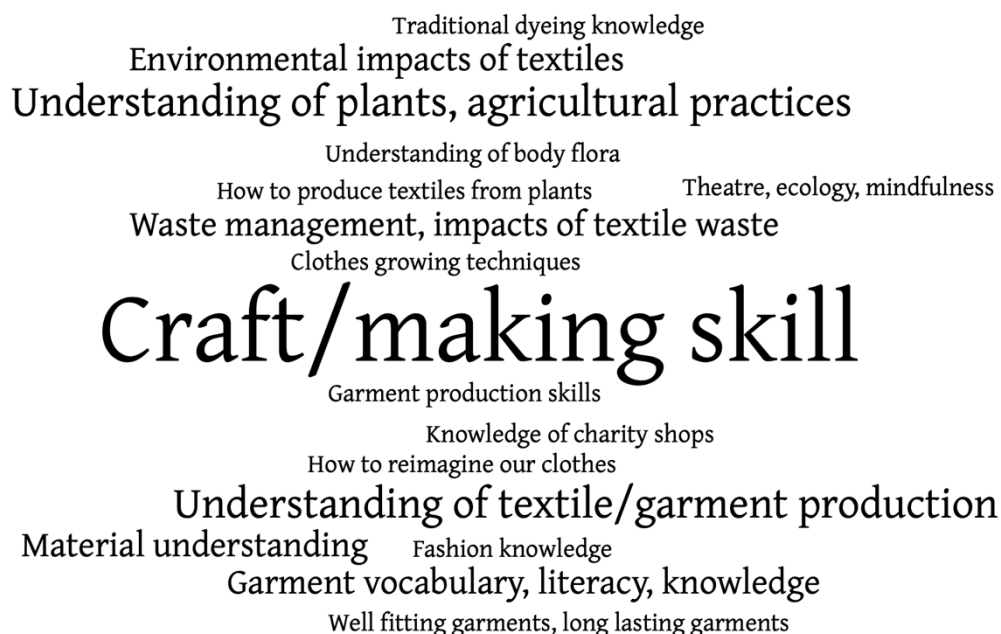 Traditional dyeing knowledge
Environmental impacts of textiles
Understanding of plants, agricultural practices
Understanding of body flora
How to produce textiles from plants
Theatre, ecology, mindfulness
Waste management, impacts of textile waste
Clothes growing techniques
Craft/making skill
Garment production skills
Knowledge of charity shops
How to reimagine our clothes
Understanding of textile/garment production
Material understanding
Fashion knowledge
Garment vocabulary, literacy, knowledge
Well fitting garments, long lasting garments